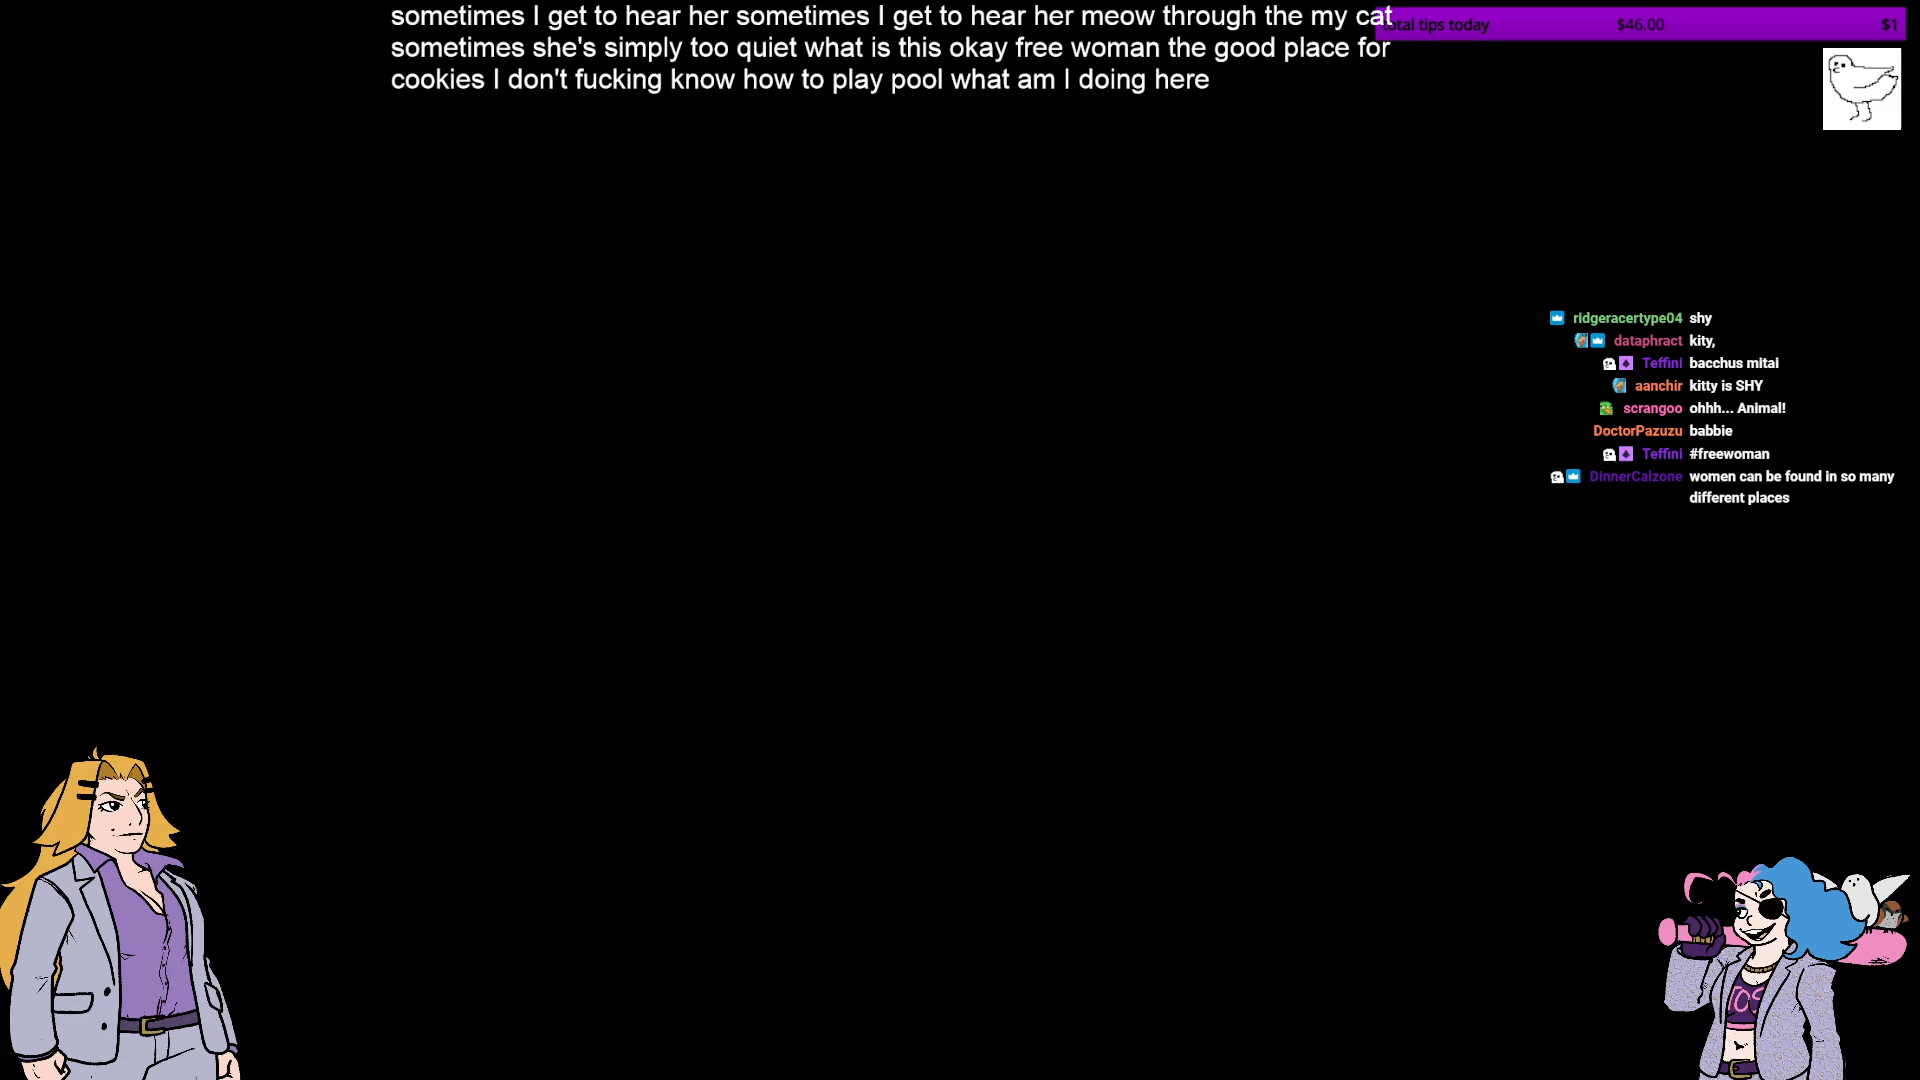 sometimes I get to hear her sometimes I get to hear her meow through the my cat
sometimes she's simply too quiet what is this okay free woman the good place for
cookies I don't fucking know how to play pool what am I doing here
total tips today $46.00 $1
ridgeracertype04 shy
dataphract kity,
Teffini bacchus mitai
aanchir kitty is SHY
scrangoo ohhh... Animal!
DoctorPazuzu babbie
Teffini #freewoman
DinnerCalzone women can be found in so many
different places